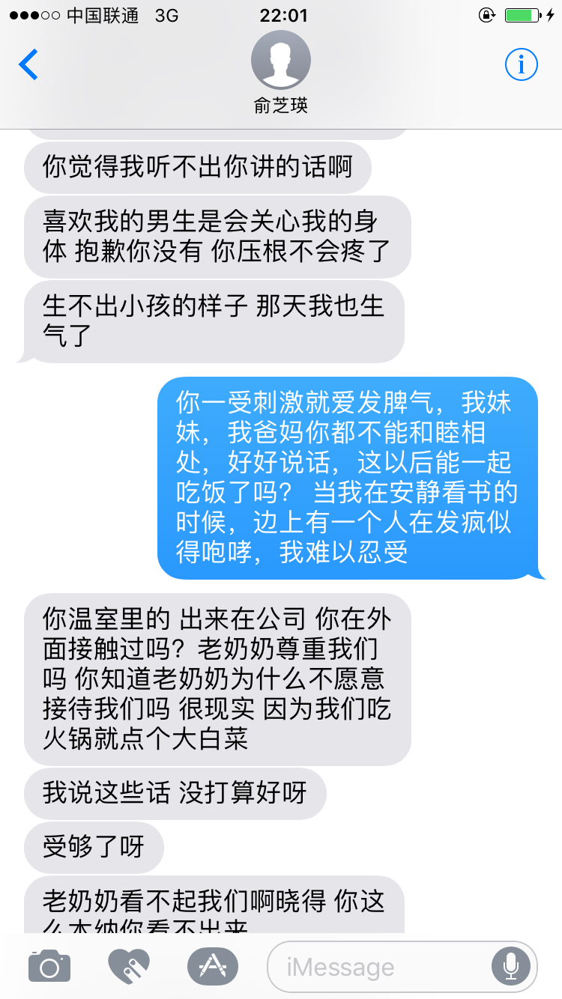 中国联通 3G 22:01
俞芝瑛
你觉得我听不出你讲的话啊
喜欢我的男生是会关心我的身
体 抱歉你没有 你压根不会疼了
生不出小孩的样子 那天我也生
气了
你一受刺激就爱发脾气，我妹
妹，我爸妈你都不能和睦相
处，好好说话，这以后能一起
吃饭了吗？ 当我在安静看书的
时候，边上有一个人在发疯似
得咆哮，我难以忍受
你温室里的 出来在公司 你在外
面接触过吗？老奶奶尊重我们
吗 你知道老奶奶为什么不愿意
接待我们吗 很现实 因为我们吃
火锅就点个大白菜
我说这些话 没打算好呀
受够了呀
老奶奶看不起我们啊晓得 你这
么木纳你看不出来
iMessage